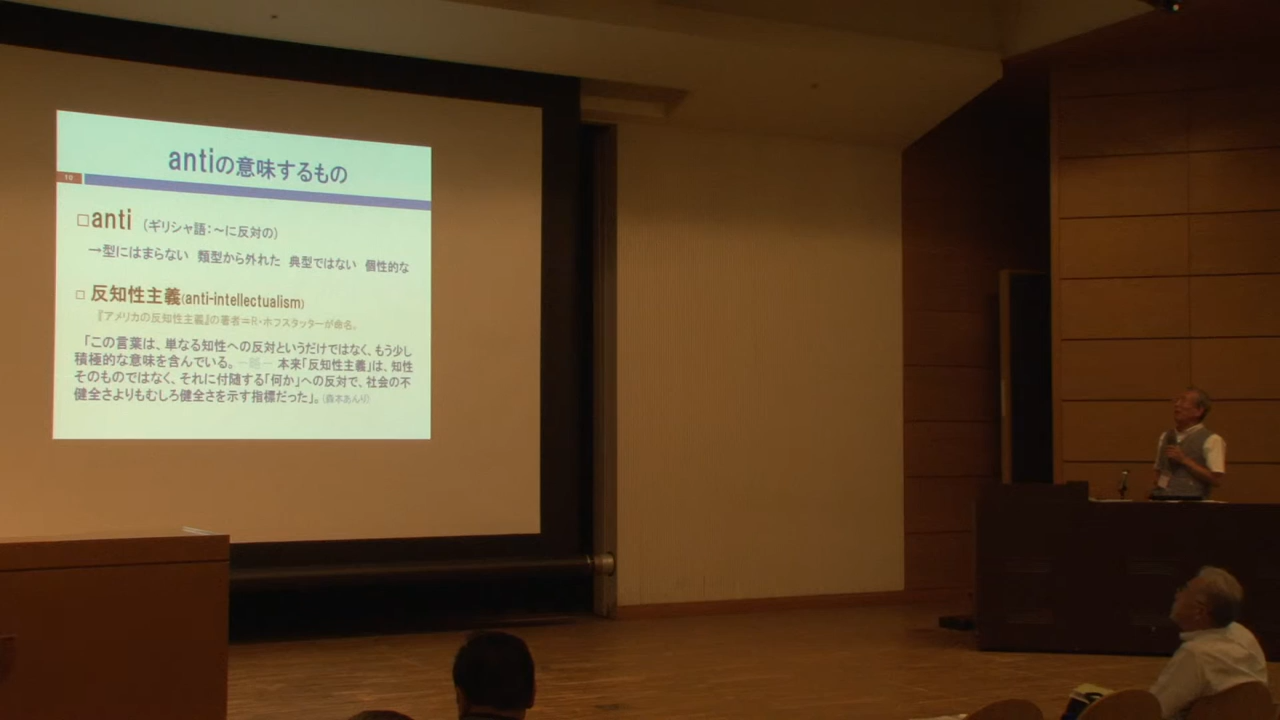 antiの意味するもの
10
□anti （ギリシャ語：～に反対の）
→型にはまらない 類型から外れた 典型ではない 個性的な
□ 反知性主義(anti-intellectualism)
『アメリカの反知性主義』の著者＝R・ホフスタッターが命名。
「この言葉は、単なる知性への反対というだけではなく、もう少し
積極的な意味を含んでいる。―略― 本来「反知性主義」は、知性
そのものではなく、それに付随する「何か」への反対で、社会の不
健全さよりもむしろ健全さを示す指標だった」。（森本あんり）